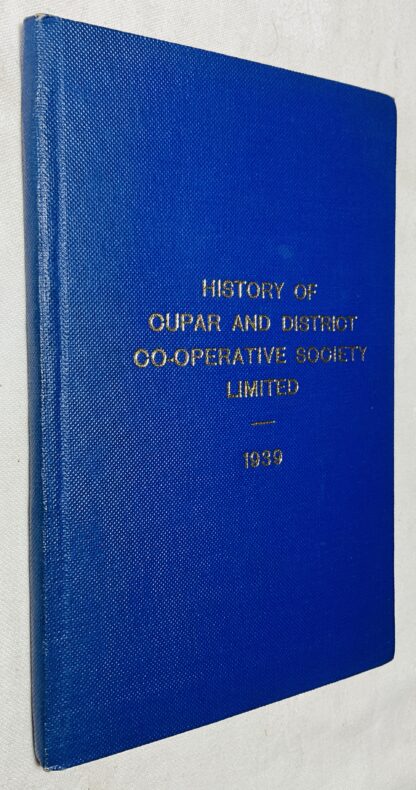 HISTORY OF
CUPAR AND DISTRICT
CO-OPERATIVE SOCIETY
LIMITED
—
1939